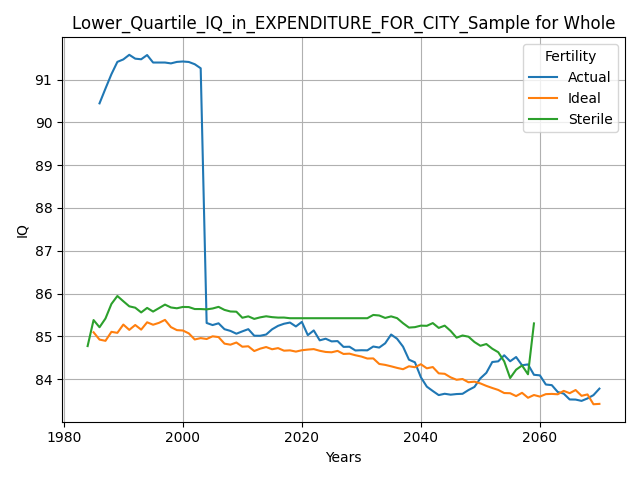 Lower_Quartile_IQ_in_EXPENDITURE_FOR_CITY_Sample for Whole
Fertility
Actual
Ideal
Sterile
IQ
91
90
89
88
87
86
85
84
1980
2000
2020
2040
2060
Years